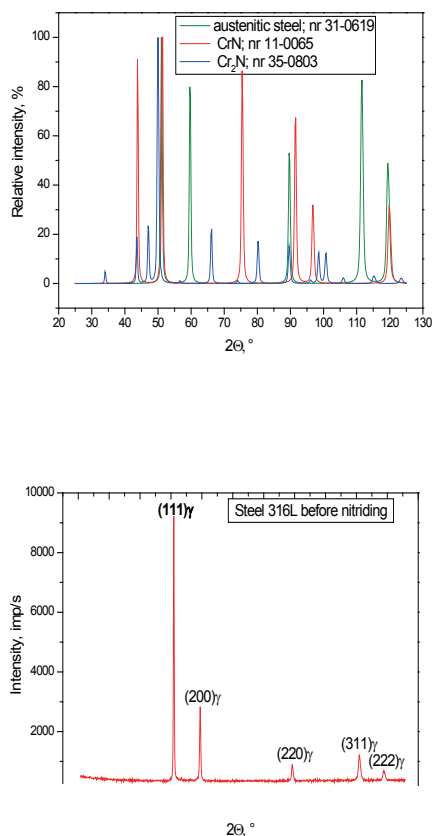 austenitic steel; nr 31-0619
CrN; nr 11-0065
Cr₂N; nr 35-0803
Relative intensity, %
100
80
60
40
20
0
20 30 40 50 60 70 80 90 100 110 120 130
2Θ,°
10000
8000
6000
4000
2000
Intensity, imp/s
Steel 316L before nitriding
(111)γ
(200)γ
(220)γ
(311)γ
(222)γ
2Θ, °